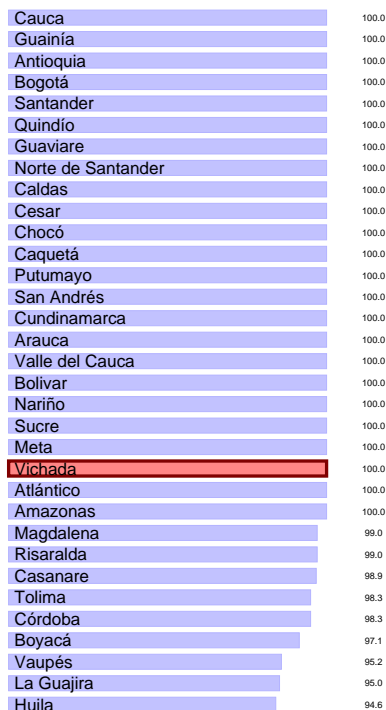 Cauca 100.0
Guainía 100.0
Antioquia 100.0
Bogotá 100.0
Santander 100.0
Quindío 100.0
Guaviare 100.0
Norte de Santander 100.0
Caldas 100.0
Cesar 100.0
Chocó 100.0
Caquetá 100.0
Putumayo 100.0
San Andrés 100.0
Cundinamarca 100.0
Arauca 100.0
Valle del Cauca 100.0
Bolivar 100.0
Nariño 100.0
Sucre 100.0
Meta 100.0
Vichada 100.0
Atlántico 100.0
Amazonas 100.0
Magdalena 99.0
Risaralda 99.0
Casanare 98.9
Tolima 98.3
Córdoba 98.3
Boyacá 97.1
Vaupés 95.2
La Guajira 95.0
Huila 94.6